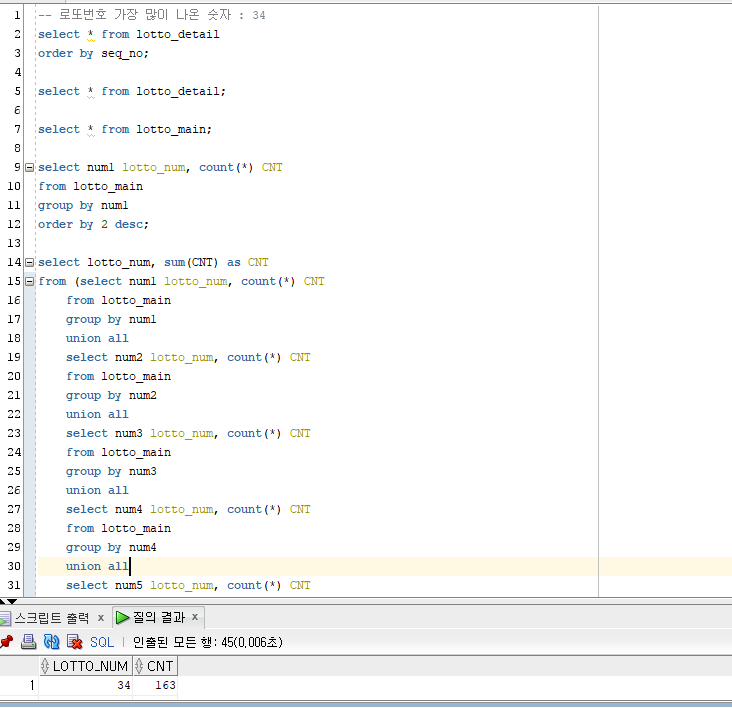 1 -- 로또번호 가장 많이 나온 숫자 : 34
2 select * from lotto_detail
3 order by seq_no;
4
5 select * from lotto_detail;
6
7 select * from lotto_main;
8
9 select num1 lotto_num, count(*) CNT
10 from lotto_main
11 group by num1
12 order by 2 desc;
13
14 select lotto_num, sum(CNT) as CNT
15 from (select num1 lotto_num, count(*) CNT
16 from lotto_main
17 group by num1
18 union all
19 select num2 lotto_num, count(*) CNT
20 from lotto_main
21 group by num2
22 union all
23 select num3 lotto_num, count(*) CNT
24 from lotto_main
25 group by num3
26 union all
27 select num4 lotto_num, count(*) CNT
28 from lotto_main
29 group by num4
30 union all
31 select num5 lotto_num, count(*) CNT
스크립트 출력 x 질의 결과 x
SQL | 인출된 모든 행: 45(0,006초)
LOTTO_NUM CNT
1 34 163